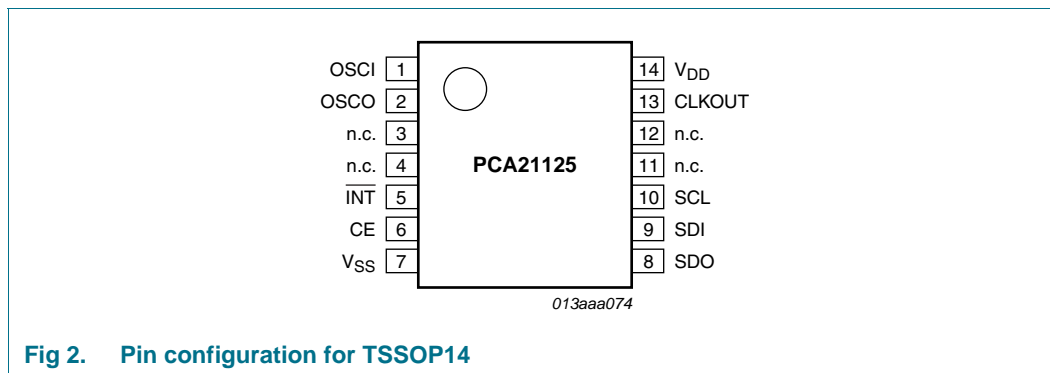 OSCI 1 14 VDD
OSCO 2 13 CLKOUT
n.c. 3 12 n.c.
n.c. 4 PCA21125 11 n.c.
INT 5 10 SCL
CE 6 9 SDI
VSS 7 8 SDO
013aaa074
Fig 2. Pin configuration for TSSOP14